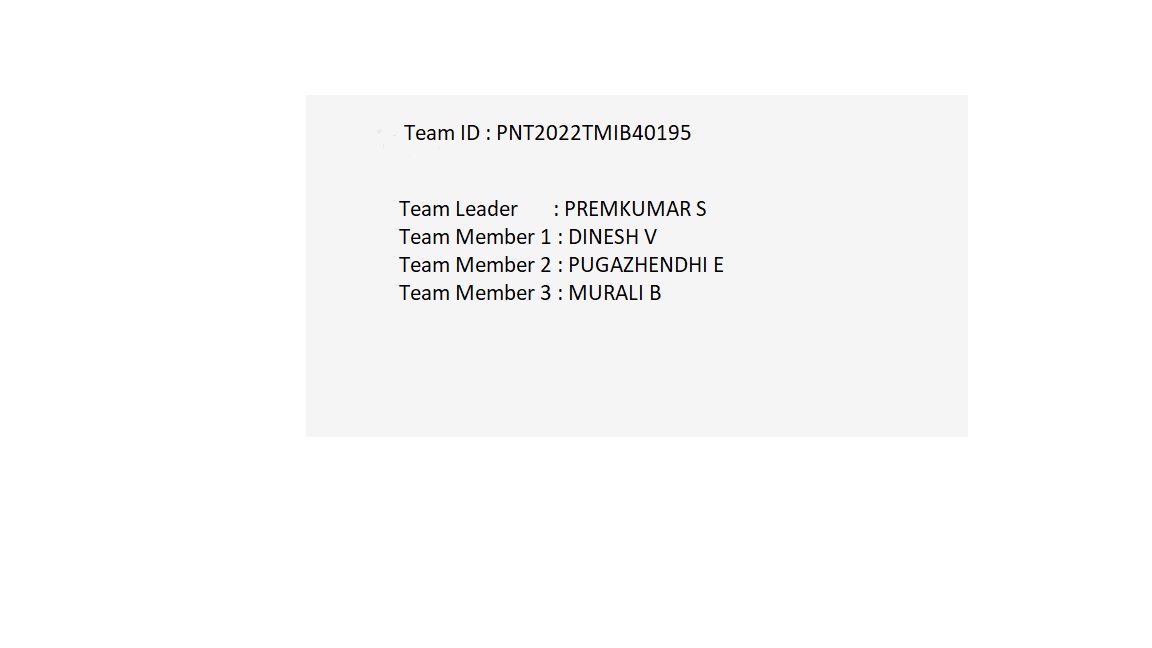 Team ID : PNT2022TMIB40195
Team Leader : PREMKUMAR S
Team Member 1 : DINESH V
Team Member 2 : PUGAZHENDHI E
Team Member 3 : MURALI B